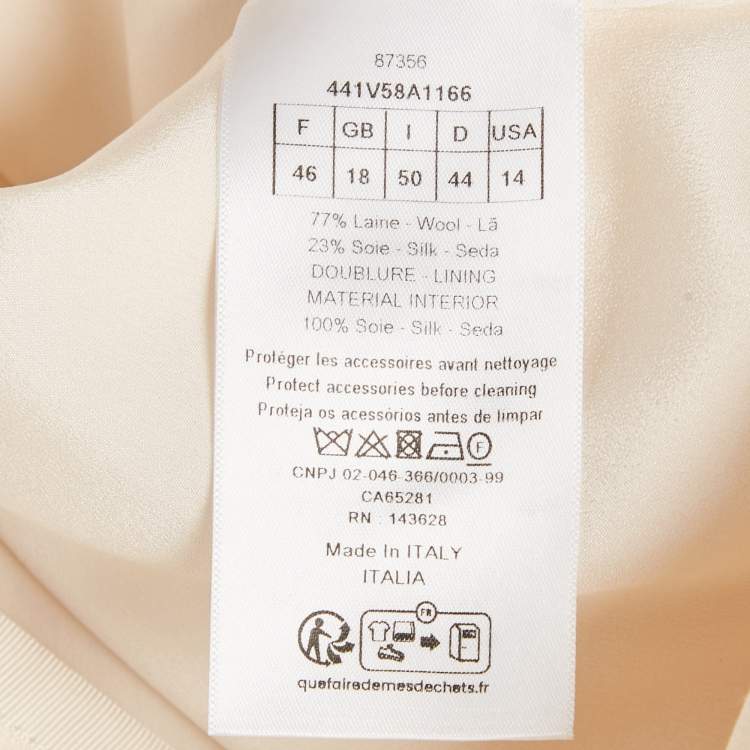 87356
441V58A1166
F GB I D USA
46 18 50 44 14
77% Laine - Wool - Lã
23% Soie - Silk - Seda
DOUBLURE - LINING
MATERIAL INTERIOR
100% Soie - Silk - Seda
Protéger les accessoires avant nettoyage
Protect accessories before cleaning
Proteja os acessórios antes de limpar
F
CNPJ 02-046-366/0003-99
CA65281
RN : 143628
Made In ITALY
ITALIA
FR
quefairedemesdechets.fr